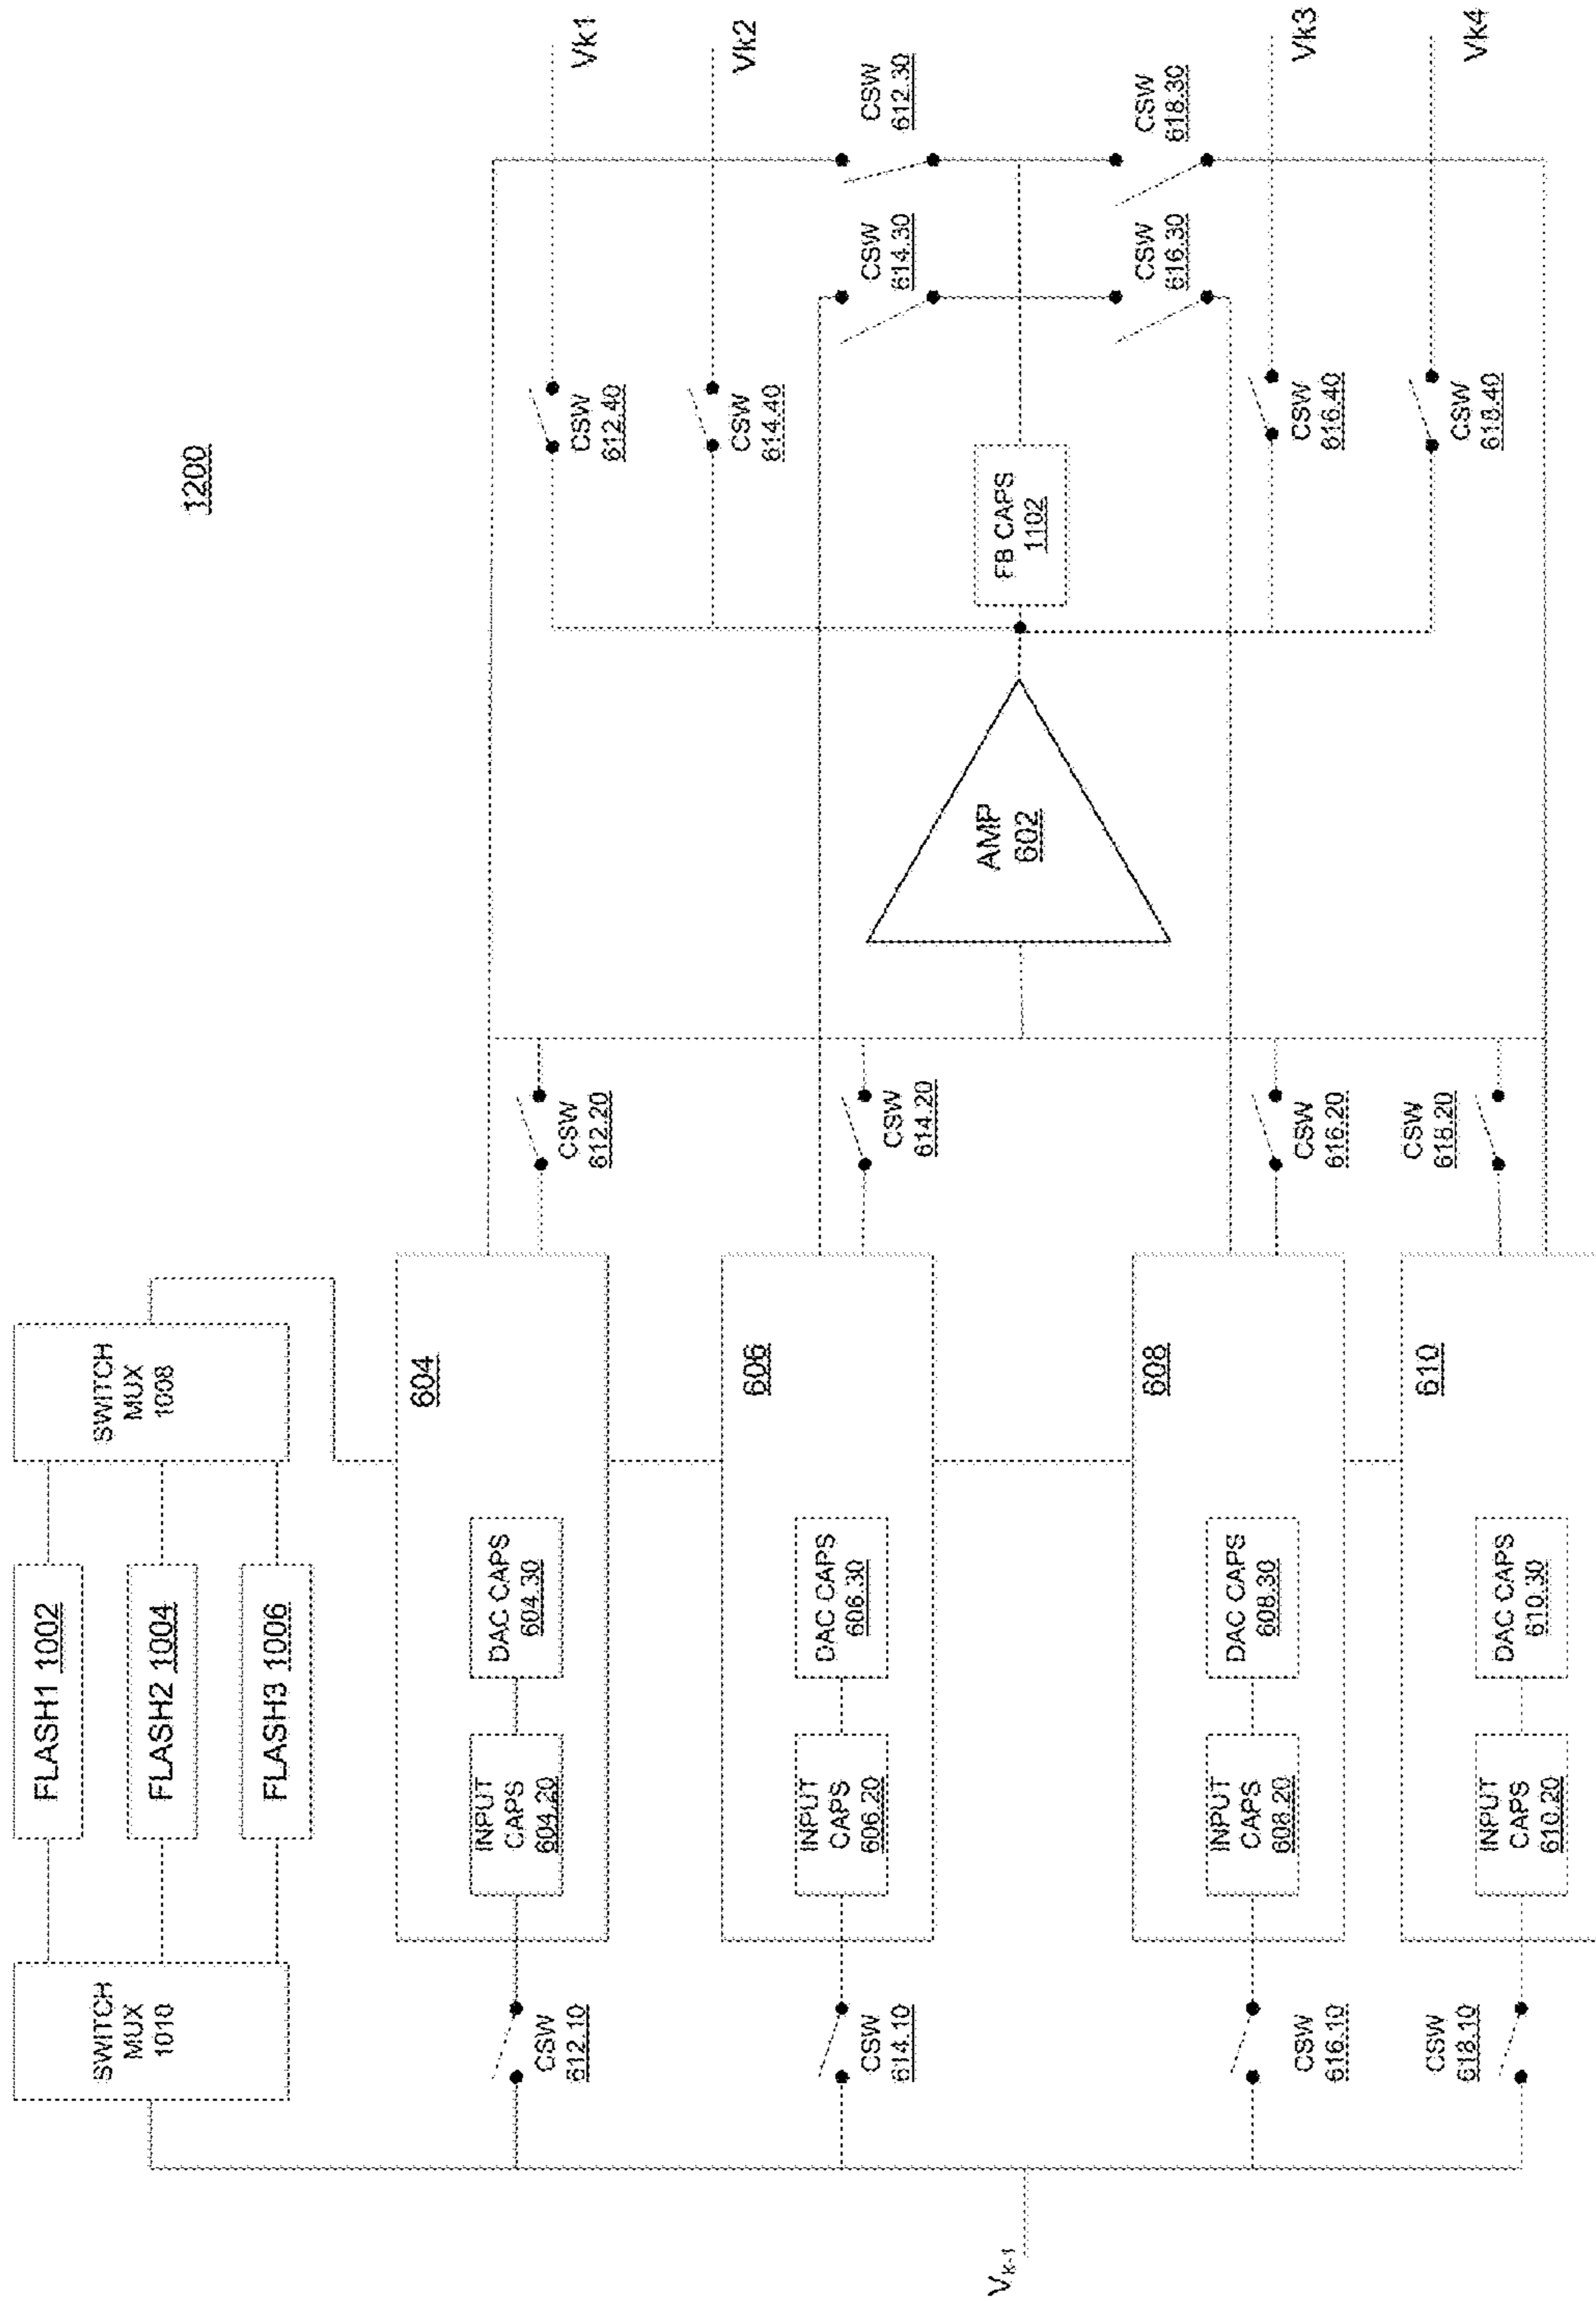 1200
SWITCH
MUX
1010
FLASH1 1002
FLASH2 1004
FLASH3 1006
SWITCH
MUX
1008
Vk-1
CSW
612.10
INPUT
CAPS
604.20
DAC CAPS
604.30
604
CSW
612.20
CSW
612.40
Vk1
CSW
614.40
Vk2
CSW
614.10
INPUT
CAPS
606.20
DAC CAPS
606.30
606
CSW
614.20
AMP
602
FB CAPS
1102
CSW
614.30
CSW
612.30
CSW
616.30
CSW
618.30
CSW
616.10
INPUT
CAPS
608.20
DAC CAPS
608.30
608
CSW
616.20
CSW
616.40
Vk3
CSW
618.10
INPUT
CAPS
610.20
DAC CAPS
610.30
610
CSW
618.20
CSW
618.40
Vk4